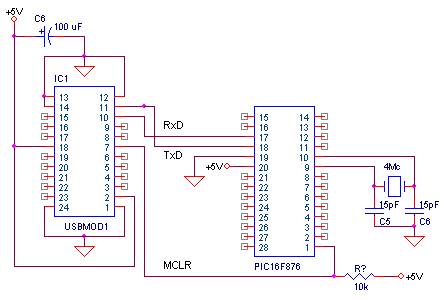 +5V
C6
100 uF
+
IC1
13 12
14 11
15 10
16 9
17 8
18 7
19 6
20 5
21 4
22 3
23 2
24 1
USBMOD1
RxD
TxD
+5V
MCLR
15 14
16 13
17 12
18 11
19 10
20 9
21 8
22 7
23 6
24 5
25 4
26 3
27 2
28 1
PIC16F876
4Mc
15pF 15pF
C5 C6
R?
10k
+5V